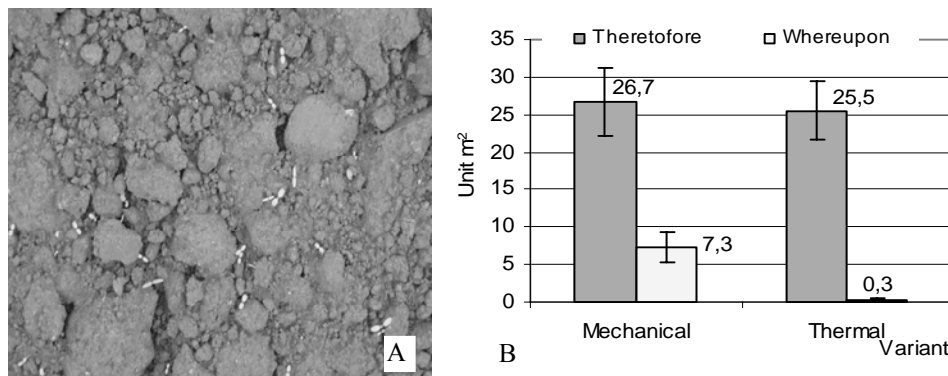 A
35
30
25
20
15
10
5
0
Unit m²
Theretofore Whereupon
26,7
7,3
25,5
0,3
Mechanical Thermal
Variant
B